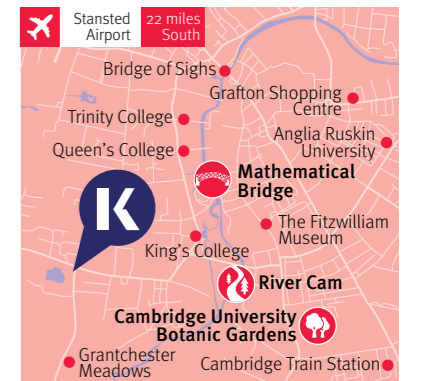 Stansted
Airport
22 miles
South
Bridge of Sighs
Grafton Shopping
Centre
Trinity College
Anglia Ruskin
University
Queen's College
Mathematical
Bridge
K
The Fitzwilliam
Museum
King's College
River Cam
Cambridge University
Botanic Gardens
Grantchester
Meadows
Cambridge Train Station